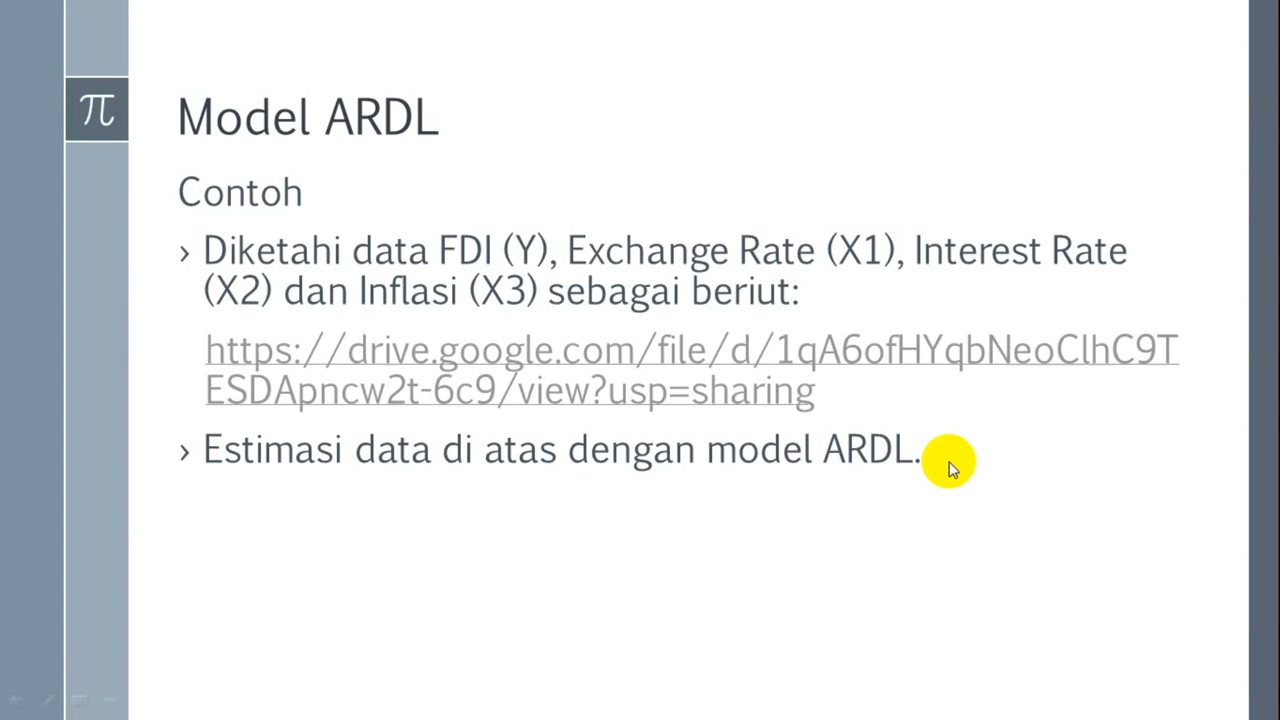 π
Model ARDL
Contoh
› Diketahi data FDI (Y), Exchange Rate (X1), Interest Rate
(X2) dan Inflasi (X3) sebagai beriut:
https://drive.google.com/file/d/1qA6ofHYqbNeoClhC9T
ESDApncw2t-6c9/view?usp=sharing
› Estimasi data di atas dengan model ARDL.